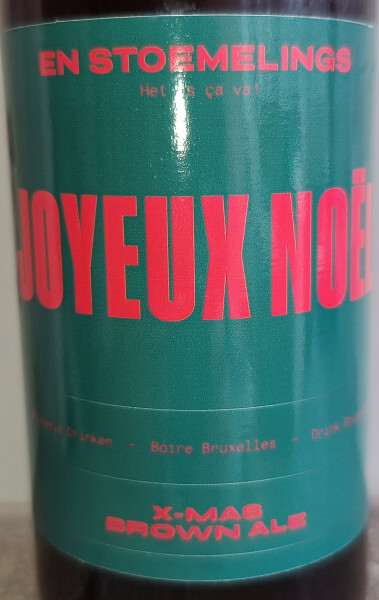 EN STOEMELINGS
Het is ça va!
JOYEUX NOËL
Drinken - Boire Bruxelles - Drink
X-MAS
BROWN ALE